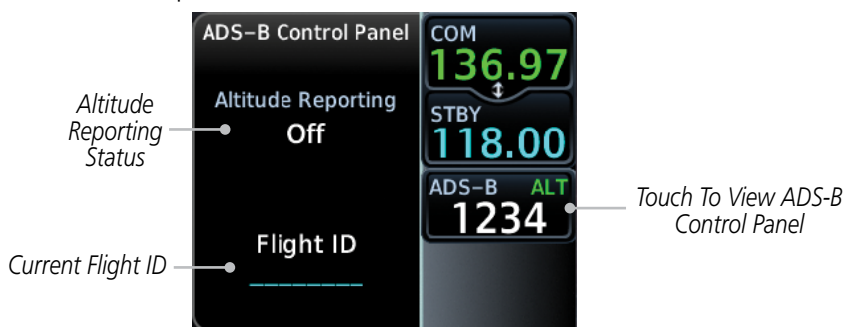 ADS-B Control Panel
Altitude Reporting
Off
Flight ID
________
COM
136.97
STBY
118.00
ADS-B ALT
1234
Altitude
Reporting
Status
Current Flight ID
Touch To View ADS-B
Control Panel